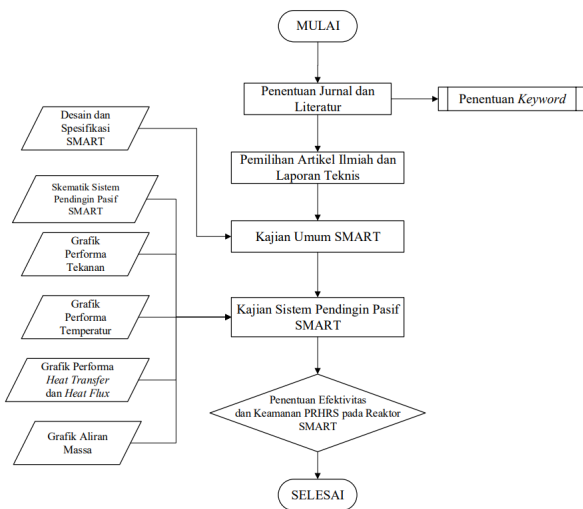 MULAI
Penentuan Jurnal dan
Literatur
Penentuan Keyword
Desain dan
Spesifikasi
SMART
Pemilihan Artikel Ilmiah dan
Laporan Teknis
Skematik Sistem
Pendingin Pasif
SMART
Kajian Umum SMART
Grafik
Performa
Tekanan
Grafik
Performa
Temperatur
Kajian Sistem Pendingin Pasif
SMART
Grafik Performa
Heat Transfer
dan Heat Flux
Penentuan Efektivitas
dan Keamanan PRHRS pada Reaktor
SMART
Grafik Aliran
Massa
SELESAI